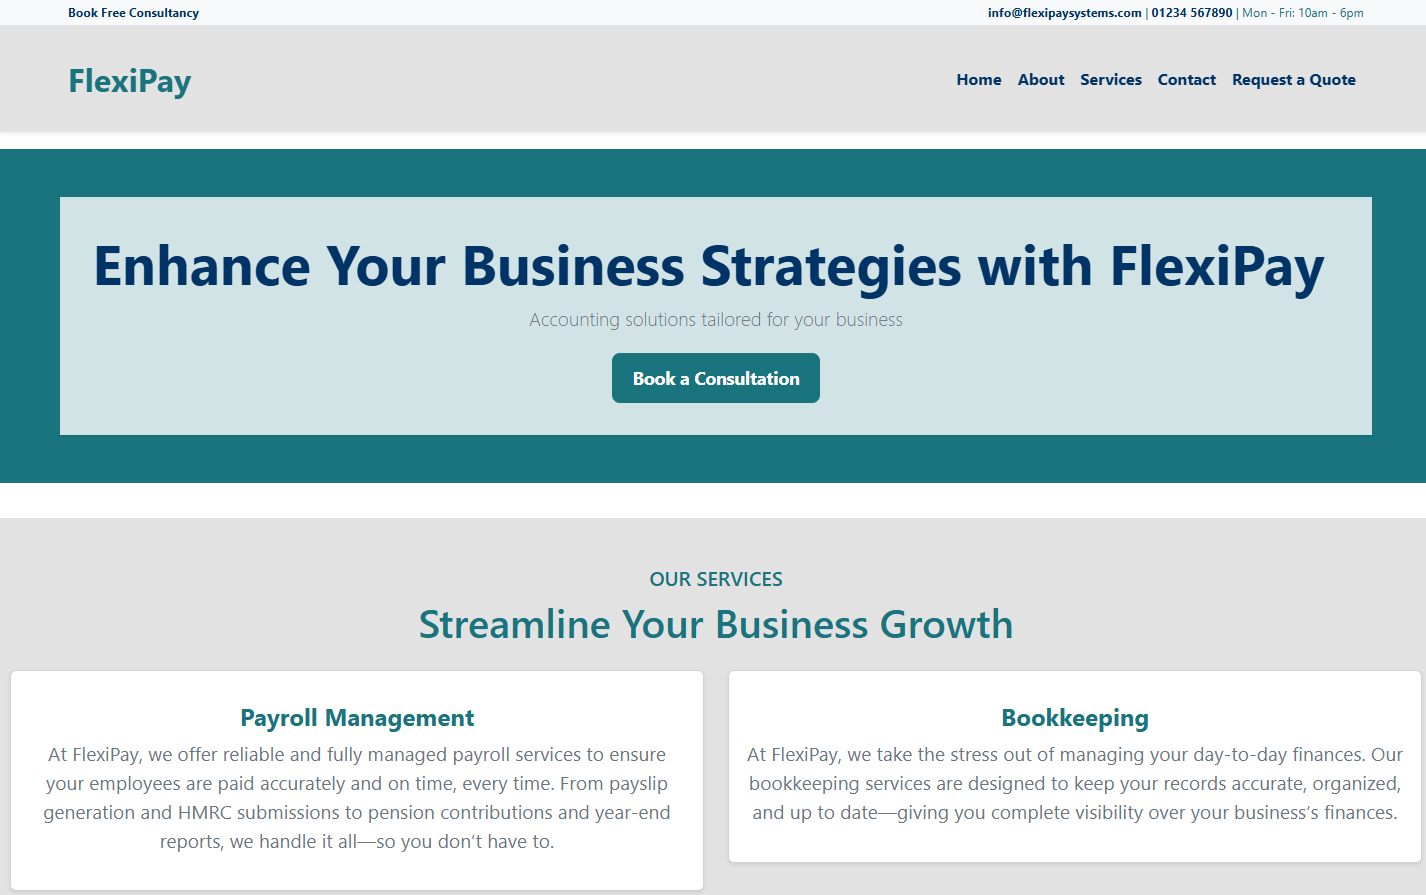 Book Free Consultancy
info@flexipaysystems.com | 01234 567890 | Mon - Fri: 10am - 6pm
FlexiPay
Home About Services Contact Request a Quote
Enhance Your Business Strategies with FlexiPay
Accounting solutions tailored for your business
Book a Consultation
OUR SERVICES
Streamline Your Business Growth
Payroll Management
At FlexiPay, we offer reliable and fully managed payroll services to ensure
your employees are paid accurately and on time, every time. From payslip
generation and HMRC submissions to pension contributions and year-end
reports, we handle it all—so you don’t have to.
Bookkeeping
At FlexiPay, we take the stress out of managing your day-to-day finances. Our
bookkeeping services are designed to keep your records accurate, organized,
and up to date—giving you complete visibility over your business’s finances.